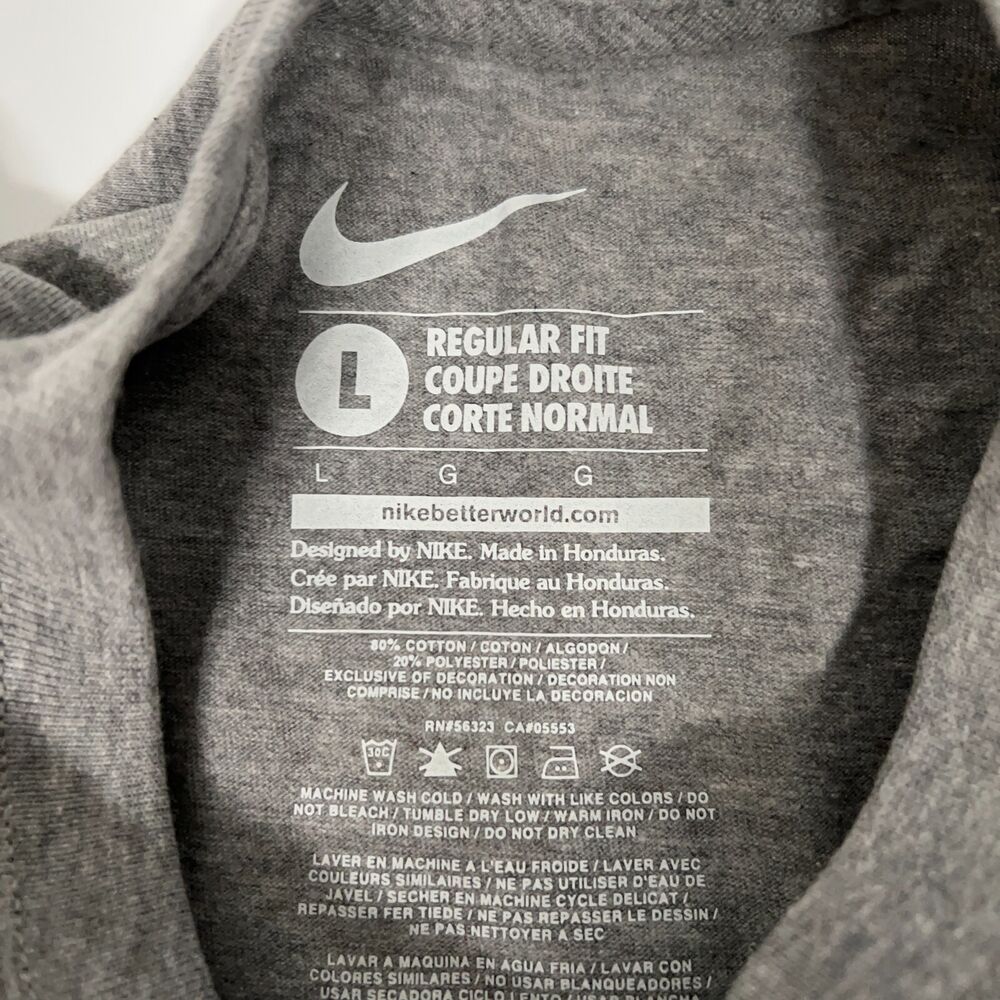 L
REGULAR FIT
COUPE DROITE
CORTE NORMAL
L G G
nikebetterworld.com
Designed by NIKE. Made in Honduras.
Crée par NIKE. Fabrique au Honduras.
Diseñado por NIKE. Hecho en Honduras.
80% COTTON / COTON / ALGODON /
20% POLYESTER / POLIESTER /
EXCLUSIVE OF DECORATION / DECORATION NON
COMPRISE / NO INCLUYE LA DECORACION
RN#56323 CA#05553
30C
MACHINE WASH COLD / WASH WITH LIKE COLORS / DO
NOT BLEACH / TUMBLE DRY LOW / WARM IRON / DO NOT
IRON DESIGN / DO NOT DRY CLEAN
LAVER EN MACHINE A L'EAU FROIDE / LAVER AVEC
COULEURS SIMILAIRES / NE PAS UTILISER D'EAU DE
JAVEL / SECHER EN MACHINE CYCLE DELICAT /
REPASSER FER TIEDE / NE PAS REPASSER LE DESSIN /
NE PAS NETTOYER A SEC
LAVAR A MAQUINA EN AGUA FRIA / LAVAR CON
COLORES SIMILARES / NO USAR BLANQUEADORES /
USAR SECADORA CICLO LENTO / USAR PLANCHA